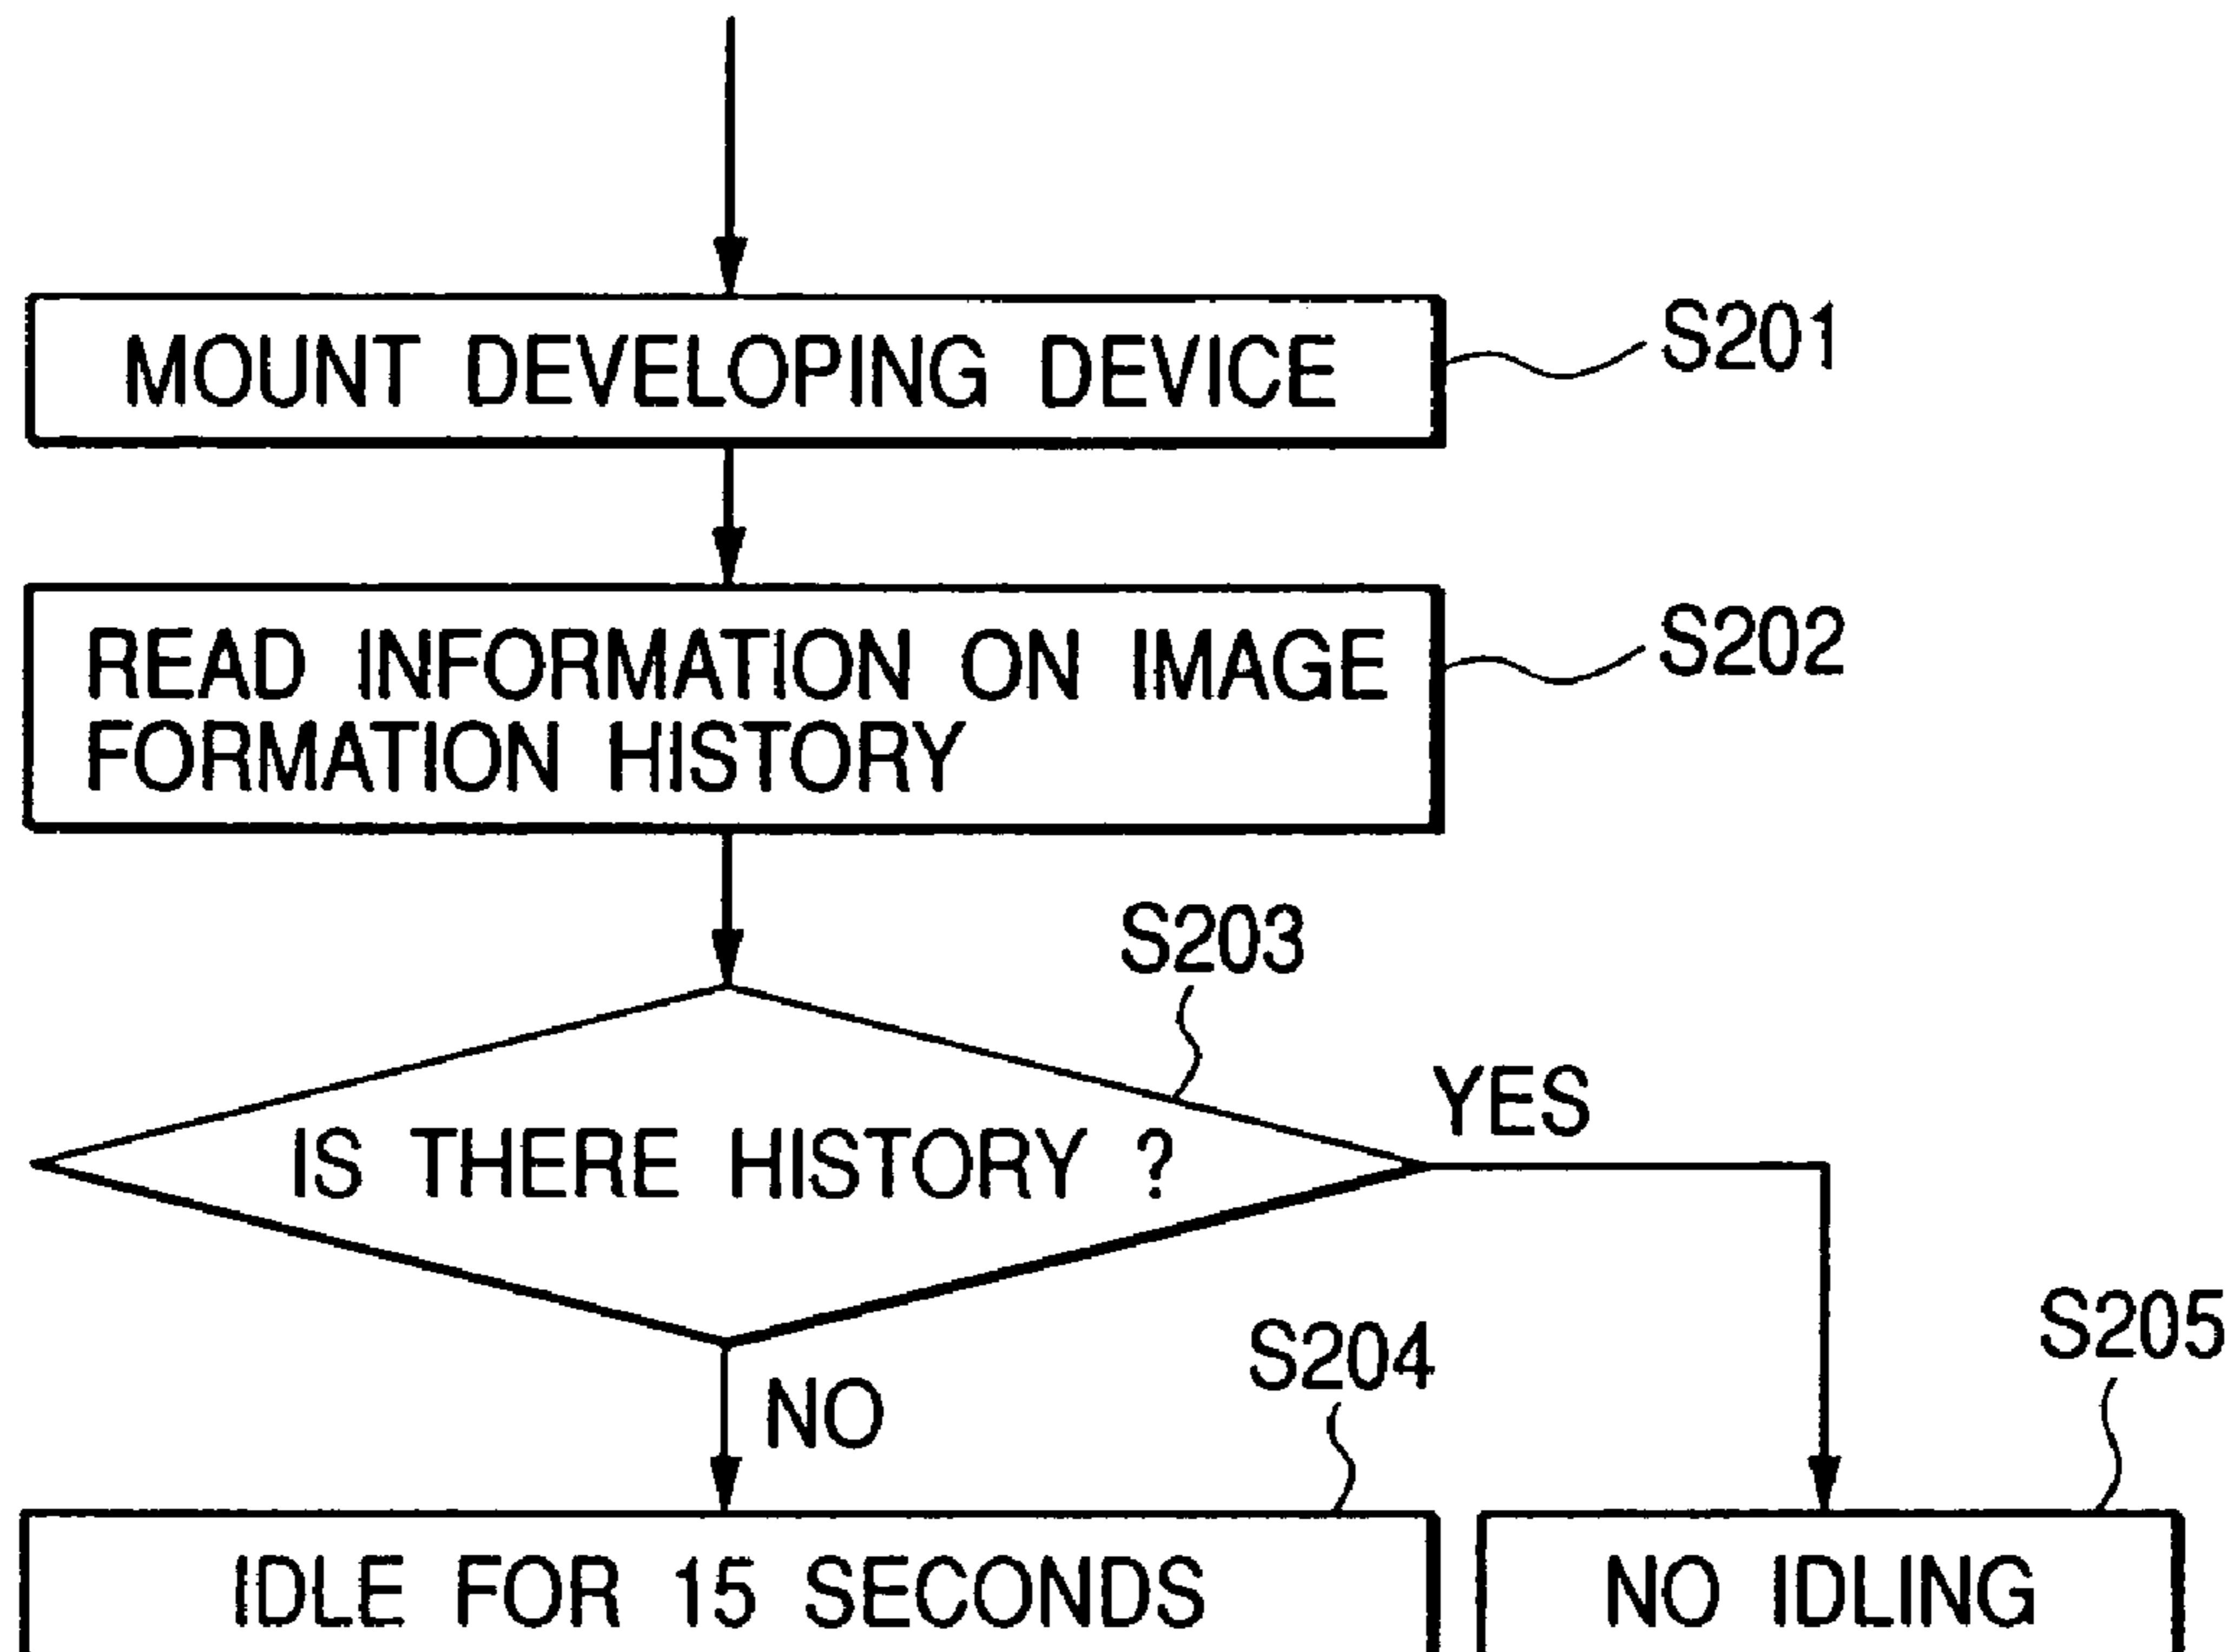 MOUNT DEVELOPING DEVICE
S201
READ INFORMATION ON IMAGE
FORMATION HISTORY
S202
S203
IS THERE HISTORY ?
YES
NO
S204
S205
IDLE FOR 15 SECONDS
NO IDLING